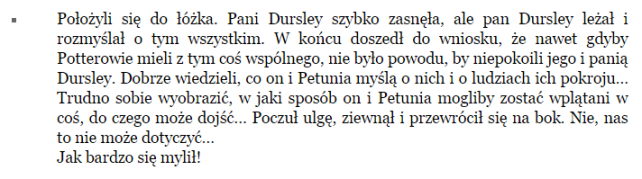 Położyli się do łóżka. Pani Dursley szybko zasnęła, ale pan Dursley leżał i
rozmyślał o tym wszystkim. W końcu doszedł do wniosku, że nawet gdyby
Potterowie mieli z tym coś wspólnego, nie było powodu, by niepokoili jego i panią
Dursley. Dobrze wiedzieli, co on i Petunia myślą o nich i o ludziach ich pokroju...
Trudno sobie wyobrazić, w jaki sposób on i Petunia mogliby zostać wplątani w
coś, do czego może dojść... Poczuł ulgę, ziewnął i przewrócił się na bok. Nie, nas
to nie może dotyczyć...
Jak bardzo się mylił!